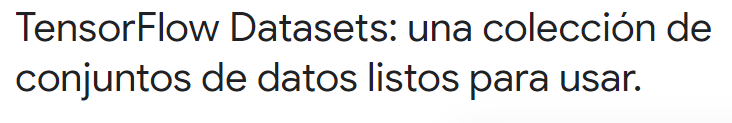 TensorFlow Datasets: una colección de
conjuntos de datos listos para usar.